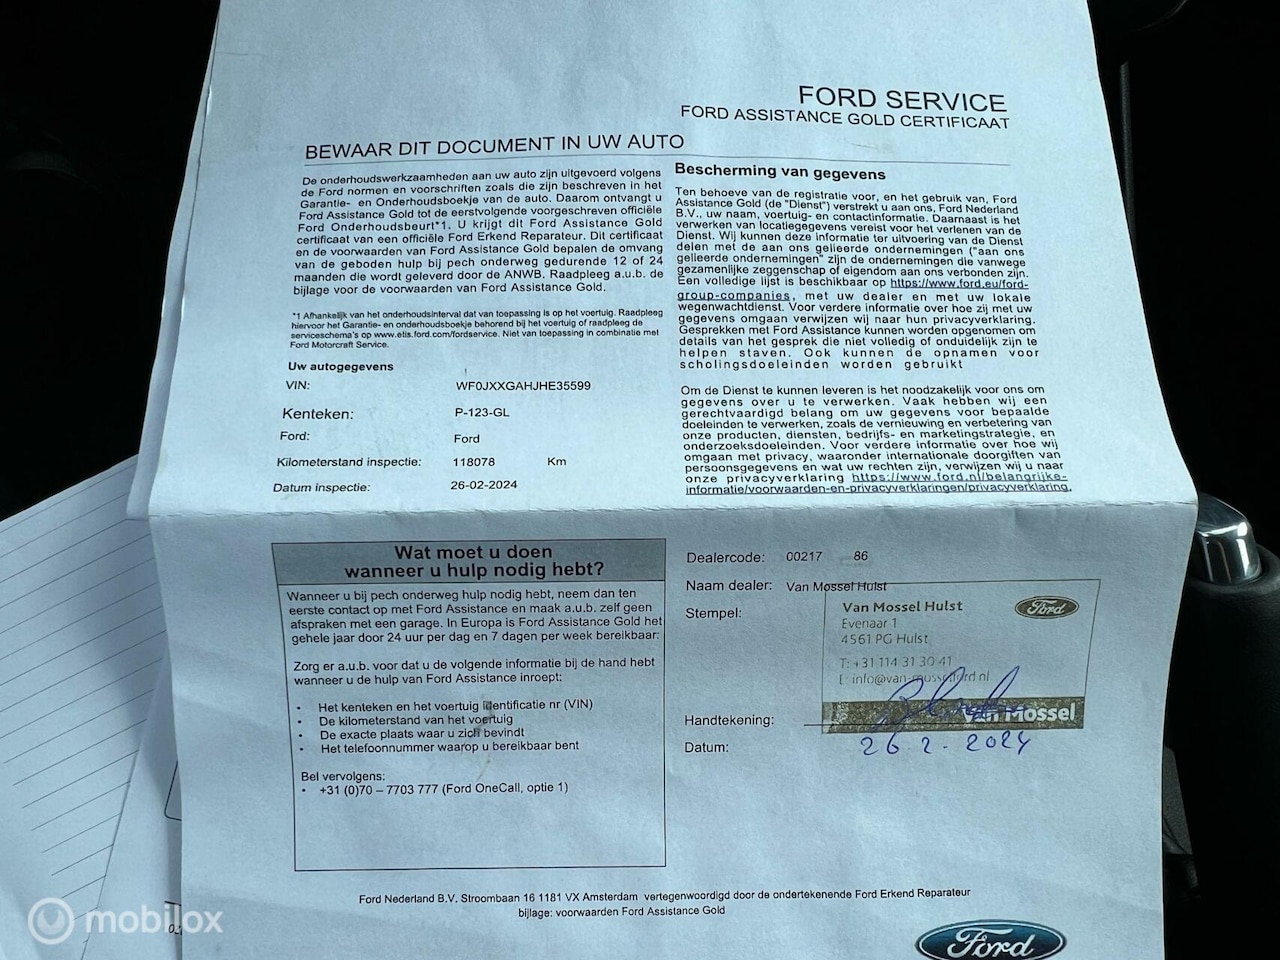 FORD SERVICE
FORD ASSISTANCE GOLD CERTIFICAAT
BEWAAR DIT DOCUMENT IN UW AUTO
De onderhoudswerkzaamheden aan uw auto zijn uitgevoerd volgens
de Ford normen en voorschriften zoals die zijn beschreven in het
Garantie- en Onderhoudsboekje van de auto. Daarom ontvangt u
Ford Assistance Gold tot de eerstvolgende voorgeschreven officiële
Ford Onderhoudsbeurt*1. U krijgt dit Ford Assistance Gold
certificaat van een officiële Ford Erkend Reparateur. Dit certificaat
en de voorwaarden van Ford Assistance Gold bepalen de omvang
van de geboden hulp bij pech onderweg gedurende 12 of 24
maanden die wordt geleverd door de ANWB. Raadpleeg a.u.b. de
bijlage voor de voorwaarden van Ford Assistance Gold.
*1 Afhankelijk van het onderhoudsinterval dat van toepassing is op het voertuig. Raadpleeg
hiervoor het Garantie- en onderhoudsboekje behorend bij het voertuig of raadpleeg de
serviceschema's op www.etis.ford.com/fordservice. Niet van toepassing in combinatie met
Ford Motorcraft Service.
Uw autogegevens
VIN: WF0JXXGAHJHE35599
Kenteken: P-123-GL
Ford: Ford
Kilometerstand inspectie: 118078 Km
Datum inspectie: 26-02-2024
Bescherming van gegevens
Ten behoeve van de registratie voor, en het gebruik van, Ford
Assistance Gold (de "Dienst") verstrekt u aan ons, Ford Nederland
B.V., uw naam, voertuig- en contactinformatie. Daarnaast is het
verwerken van locatiegegevens vereist voor het verlenen van de
Dienst. Wij kunnen deze informatie ter uitvoering van de Dienst
delen met de aan ons gelieerde ondernemingen ("aan ons
gelieerde ondernemingen" zijn de ondernemingen die vanwege
gezamenlijke zeggenschap of eigendom aan ons verbonden zijn.
Een volledige lijst is beschikbaar op https://www.ford.eu/ford-
group-companies, met uw dealer en met uw lokale
wegenwachtdienst. Voor verdere informatie over hoe zij met uw
gegevens omgaan verwijzen wij naar hun privacyverklaring.
Gesprekken met Ford Assistance kunnen worden opgenomen om
details van het gesprek die niet volledig of onduidelijk zijn te
helpen staven. Ook kunnen de opnamen voor
scholingsdoeleinden worden gebruikt
Om de Dienst te kunnen leveren is het noodzakelijk voor ons om
gegevens over u te verwerken. Vaak hebben wij een
gerechtvaardigd belang om uw gegevens voor bepaalde
doeleinden te verwerken, zoals de vernieuwing en verbetering van
onze producten, diensten, bedrijfs- en marketingstrategie, en
onderzoeksdoeleinden. Voor verdere informatie over hoe wij
omgaan met privacy, waaronder internationale doorgiften van
persoonsgegevens en wat uw rechten zijn, verwijzen wij u naar
onze privacyverklaring https://www.ford.nl/belangrijke-
informatie/voorwaarden-en-privacyverklaringen/privacyverklaring.
Wat moet u doen
wanneer u hulp nodig hebt?
Wanneer u bij pech onderweg hulp nodig hebt, neem dan ten
eerste contact op met Ford Assistance en maak a.u.b. zelf geen
afspraken met een garage. In Europa is Ford Assistance Gold het
gehele jaar door 24 uur per dag en 7 dagen per week bereikbaar:
Zorg er a.u.b. voor dat u de volgende informatie bij de hand hebt
wanneer u de hulp van Ford Assistance inroept:
• Het kenteken en het voertuig identificatie nr (VIN)
• De kilometerstand van het voertuig
• De exacte plaats waar u zich bevindt
• Het telefoonnummer waarop u bereikbaar bent
Bel vervolgens:
• +31 (0)70 – 7703 777 (Ford OneCall, optie 1)
Dealercode: 00217 86
Naam dealer: Van Mossel Hulst
Stempel:
Van Mossel Hulst
Ford
Evenaar 1
4561 PG Hulst
T: +31 114 31 30 41
E: info@van-mosselford.nl
Van Mossel
Handtekening:
Datum: 26-2-2024
Ford Nederland B.V. Stroombaan 16 1181 VX Amsterdam vertegenwoordigd door de ondertekenende Ford Erkend Reparateur
bijlage: voorwaarden Ford Assistance Gold
Ford
mobilox